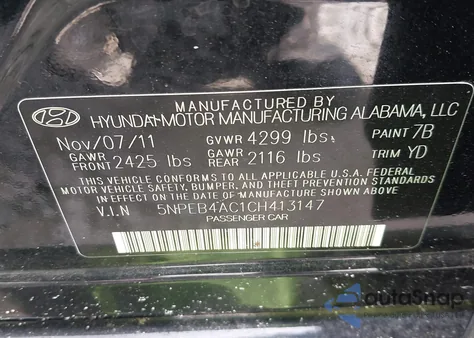 MANUFACTURED BY
HYUNDAI MOTOR MANUFACTURING ALABAMA, LLC
Nov/07/11 GVWR 4299 lbs. PAINT 7B
GAWR FRONT 2425 lbs GAWR REAR 2116 lbs TRIM YD
THIS VEHICLE CONFORMS TO ALL APPLICABLE U.S.A. FEDERAL
MOTOR VEHICLE SAFETY, BUMPER, AND THEFT PREVENTION
STANDARDS IN EFFECT ON THE DATE OF MANUFACTURE SHOWN ABOVE.
V.I.N 5NPEB4AC1CH413147
PASSENGER CAR
autoSnap